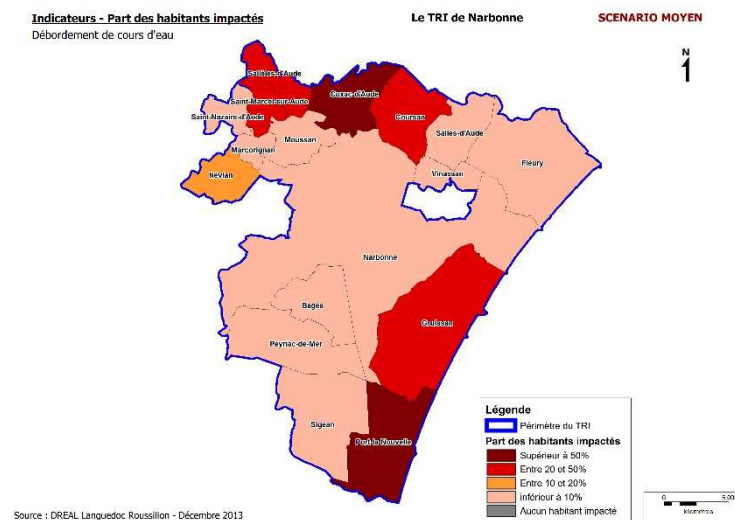 Indicateurs - Part des habitants impactés
Le TRI de Narbonne
SCENARIO MOYEN
Débordement de cours d'eau
N
Sallèles-d'Aude
Cuxac-d'Aude
Saint-Marcel-sur-Aude
Saint-Nazaire-d'Aude
Coursan
Salles-d'Aude
Moussan
Marcorignan
Fleury
Névian
Vinassan
Narbonne
Bages
Gruissan
Peyriac-de-Mer
Sigean
Port-la-Nouvelle
Légende
Périmètre du TRI
Part des habitants impactés
Supérieur à 50%
Entre 20 et 50%
Entre 10 et 20%
inférieur à 10%
Aucun habitant impacté
0
kilomètres
Source : DREAL Languedoc Roussillon - Décembre 2013